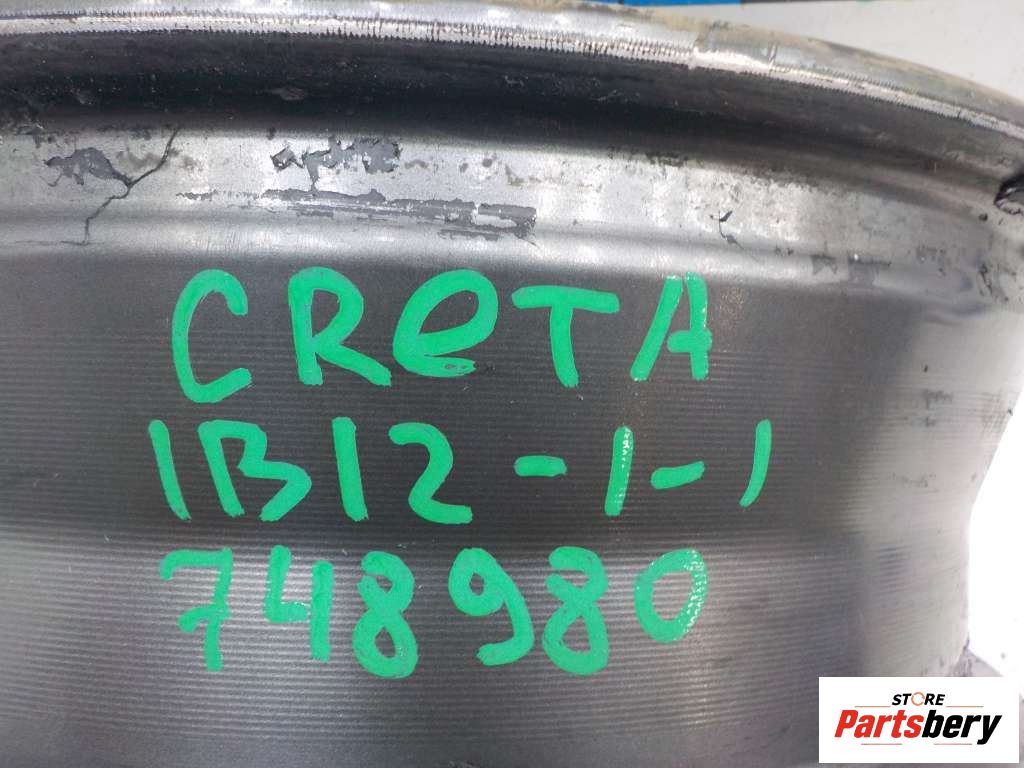 CReTA
1B12-1-1
748980
STORE
Partsbery